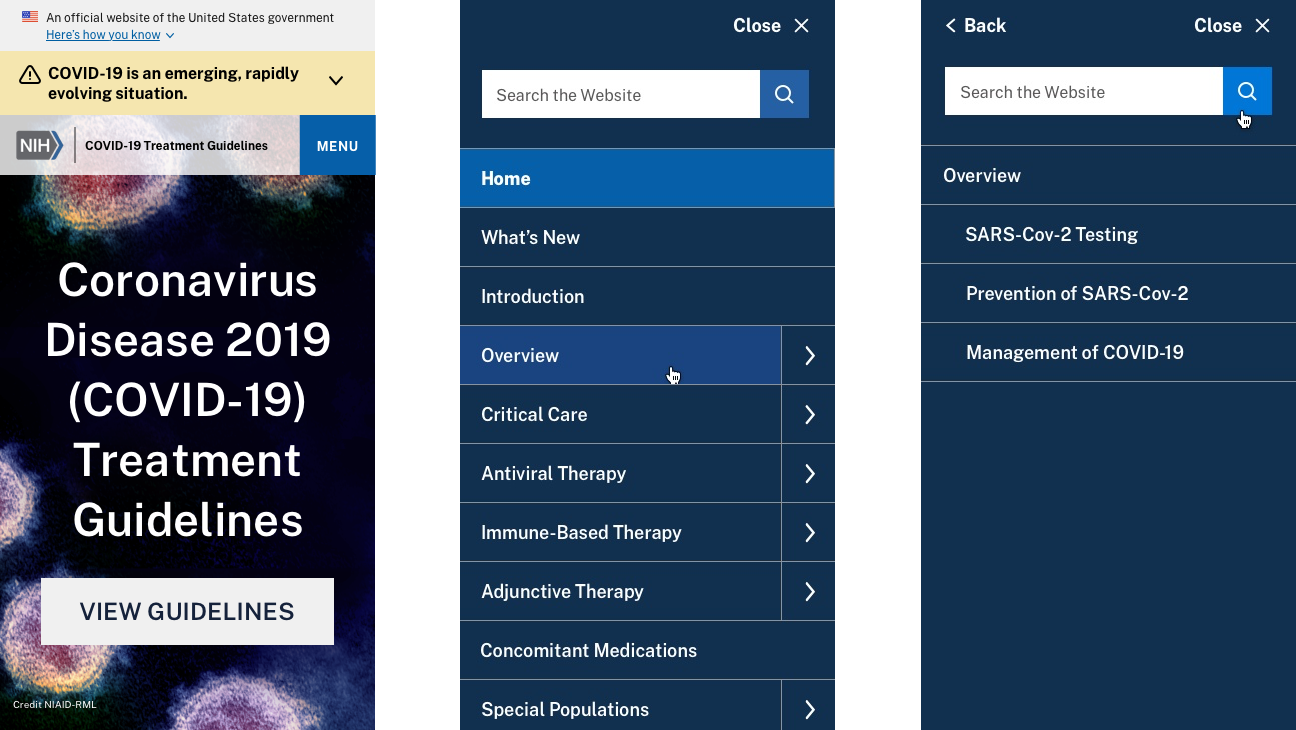 An official website of the United States government
Here's how you know
COVID-19 is an emerging, rapidly
evolving situation.
NIH
COVID-19 Treatment Guidelines
MENU
Coronavirus
Disease 2019
(COVID-19)
Treatment
Guidelines
VIEW GUIDELINES
Credit NIAID-RML
Close
Search the Website
Home
What's New
Introduction
Overview
Critical Care
Antiviral Therapy
Immune-Based Therapy
Adjunctive Therapy
Concomitant Medications
Special Populations
Back
Close
Search the Website
Overview
SARS-Cov-2 Testing
Prevention of SARS-Cov-2
Management of COVID-19